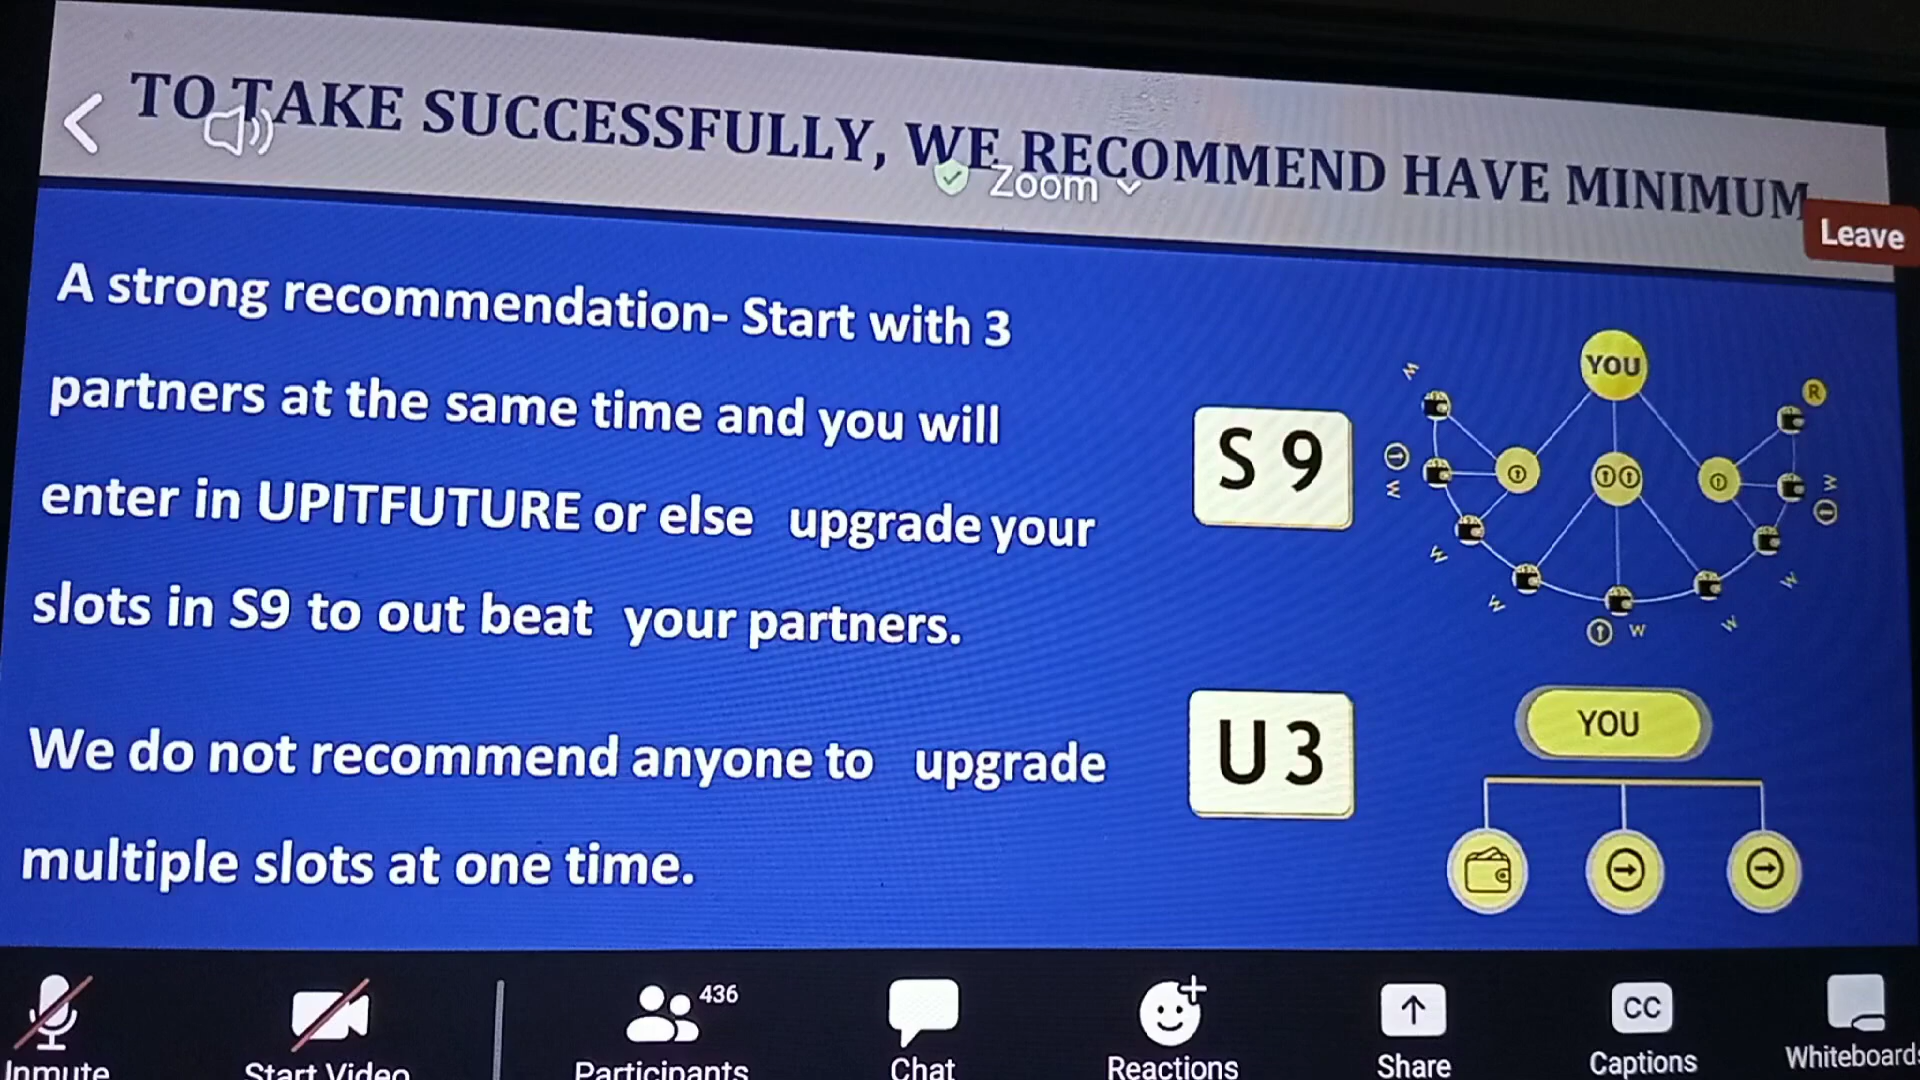 TO TAKE SUCCESSFULLY, WE RECOMMEND HAVE MINIMUM
Zoom
Leave
A strong recommendation- Start with 3
partners at the same time and you will
enter in UPITFUTURE or else upgrade your
slots in S9 to out beat your partners.
We do not recommend anyone to upgrade
multiple slots at one time.
S 9
YOU
R
W
W
W
W
W
W
W
W
U 3
YOU
436
Unmute
Start Video
Participants
Chat
Reactions
Share
CC
Captions
Whiteboards